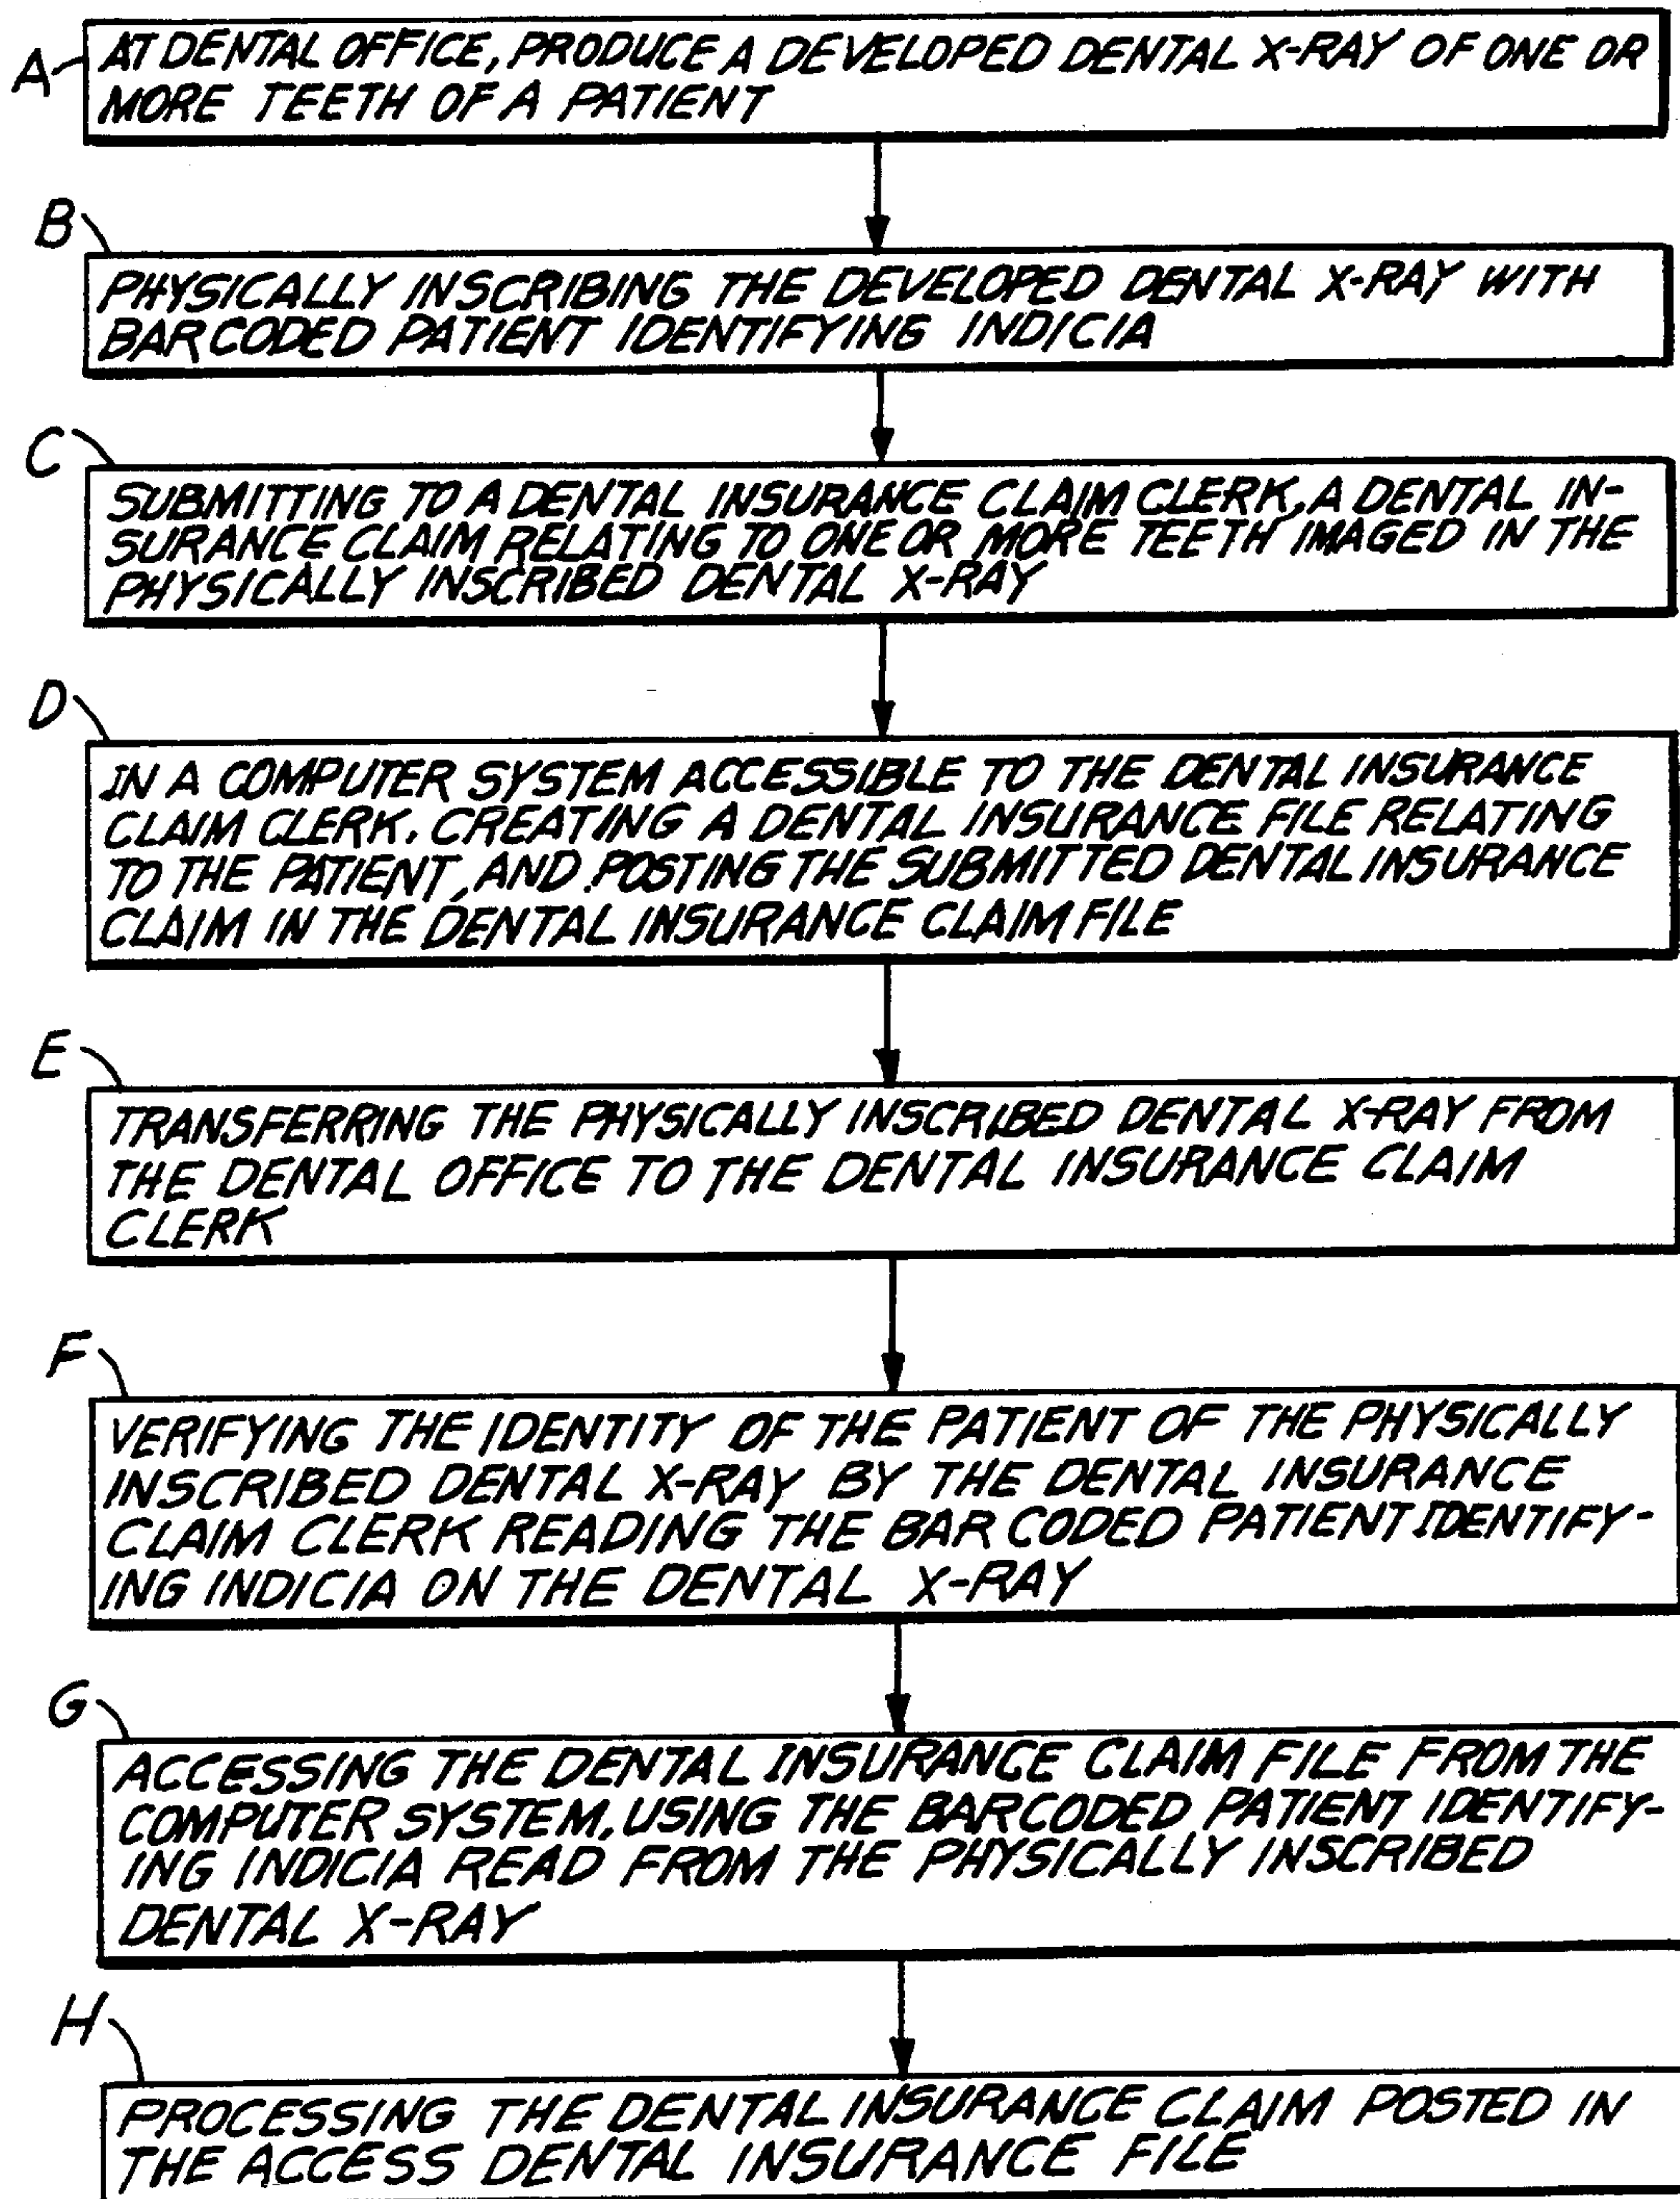 A
AT DENTAL OFFICE, PRODUCE A DEVELOPED DENTAL X-RAY OF ONE OR
MORE TEETH OF A PATIENT
B
PHYSICALLY INSCRIBING THE DEVELOPED DENTAL X-RAY WITH
BAR CODED PATIENT IDENTIFYING INDICIA
C
SUBMITTING TO A DENTAL INSURANCE CLAIM CLERK, A DENTAL IN-
SURANCE CLAIM RELATING TO ONE OR MORE TEETH IMAGED IN THE
PHYSICALLY INSCRIBED DENTAL X-RAY
D
IN A COMPUTER SYSTEM ACCESSIBLE TO THE DENTAL INSURANCE
CLAIM CLERK, CREATING A DENTAL INSURANCE FILE RELATING
TO THE PATIENT, AND POSTING THE SUBMITTED DENTAL INSURANCE
CLAIM IN THE DENTAL INSURANCE CLAIM FILE
E
TRANSFERRING THE PHYSICALLY INSCRIBED DENTAL X-RAY FROM
THE DENTAL OFFICE TO THE DENTAL INSURANCE CLAIM
CLERK
F
VERIFYING THE IDENTITY OF THE PATIENT OF THE PHYSICALLY
INSCRIBED DENTAL X-RAY BY THE DENTAL INSURANCE
CLAIM CLERK READING THE BAR CODED PATIENT IDENTIFY-
ING INDICIA ON THE DENTAL X-RAY
G
ACCESSING THE DENTAL INSURANCE CLAIM FILE FROM THE
COMPUTER SYSTEM, USING THE BARCODED PATIENT IDENTIFY-
ING INDICIA READ FROM THE PHYSICALLY INSCRIBED
DENTAL X-RAY
H
PROCESSING THE DENTAL INSURANCE CLAIM POSTED IN
THE ACCESS DENTAL INSURANCE FILE